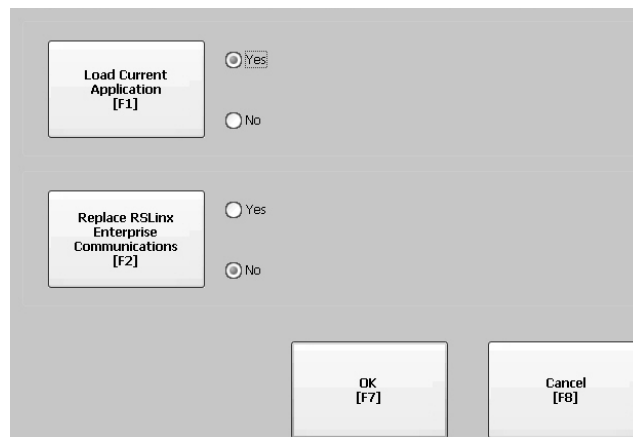 Load Current
Application
[F1]
Yes
No
Replace RSLinx
Enterprise
Communications
[F2]
Yes
No
OK
[F7]
Cancel
[F8]